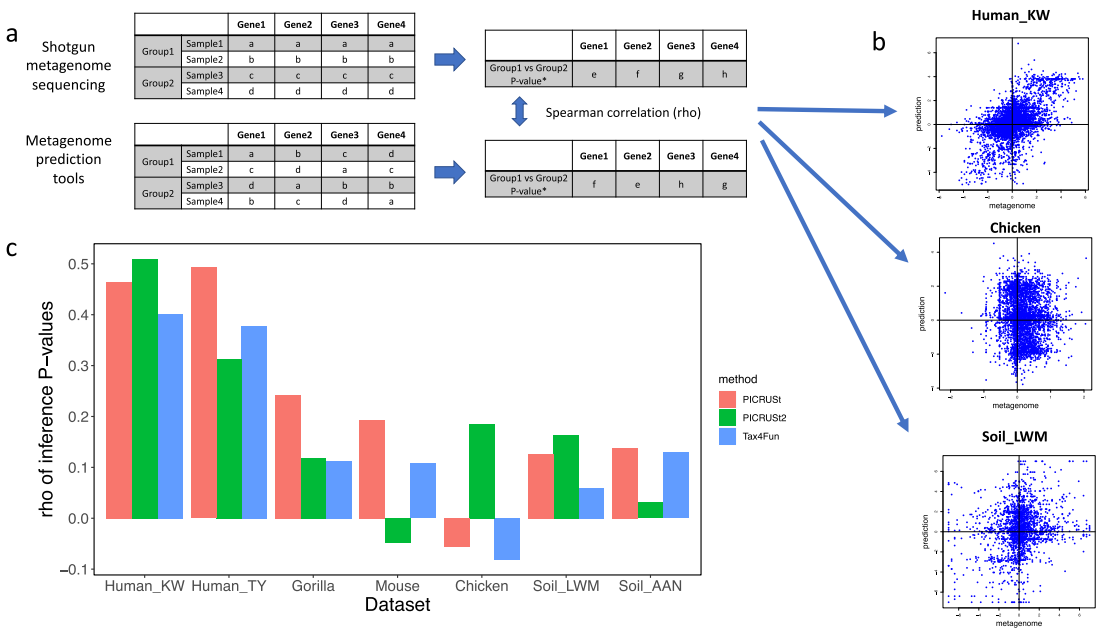 a
Shotgun
metagenome
sequencing
Gene1 Gene2 Gene3 Gene4
Group1 Sample1 a a a a
Sample2 b b b b
Group2 Sample3 c c c c
Sample4 d d d d
Gene1 Gene2 Gene3 Gene4
Group1 vs Group2
P-value* e f g h
Spearman correlation (rho)
Metagenome
prediction
tools
Gene1 Gene2 Gene3 Gene4
Group1 Sample1 a b c d
Sample2 c d a c
Group2 Sample3 d a b b
Sample4 b c d a
Gene1 Gene2 Gene3 Gene4
Group1 vs Group2
P-value* f e h g
b
Human_KW
prediction
metagenome
Chicken
prediction
metagenome
Soil_LWM
prediction
metagenome
c
rho of inference P−values
0.5
0.4
0.3
0.2
0.1
0.0
−0.1
Human_KW Human_TY Gorilla Mouse Chicken Soil_LWM Soil_AAN
Dataset
method
PICRUSt
PICRUSt2
Tax4Fun